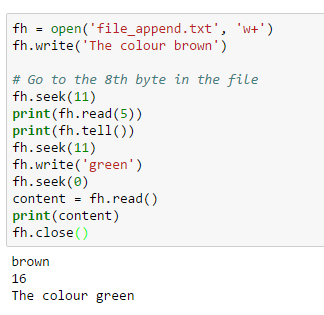 fh = open('file_append.txt', 'w+')
fh.write('The colour brown')

# Go to the 8th byte in the file
fh.seek(11)
print(fh.read(5))
print(fh.tell())
fh.seek(11)
fh.write('green')
fh.seek(0)
content = fh.read()
print(content)
fh.close()
brown
16
The colour green